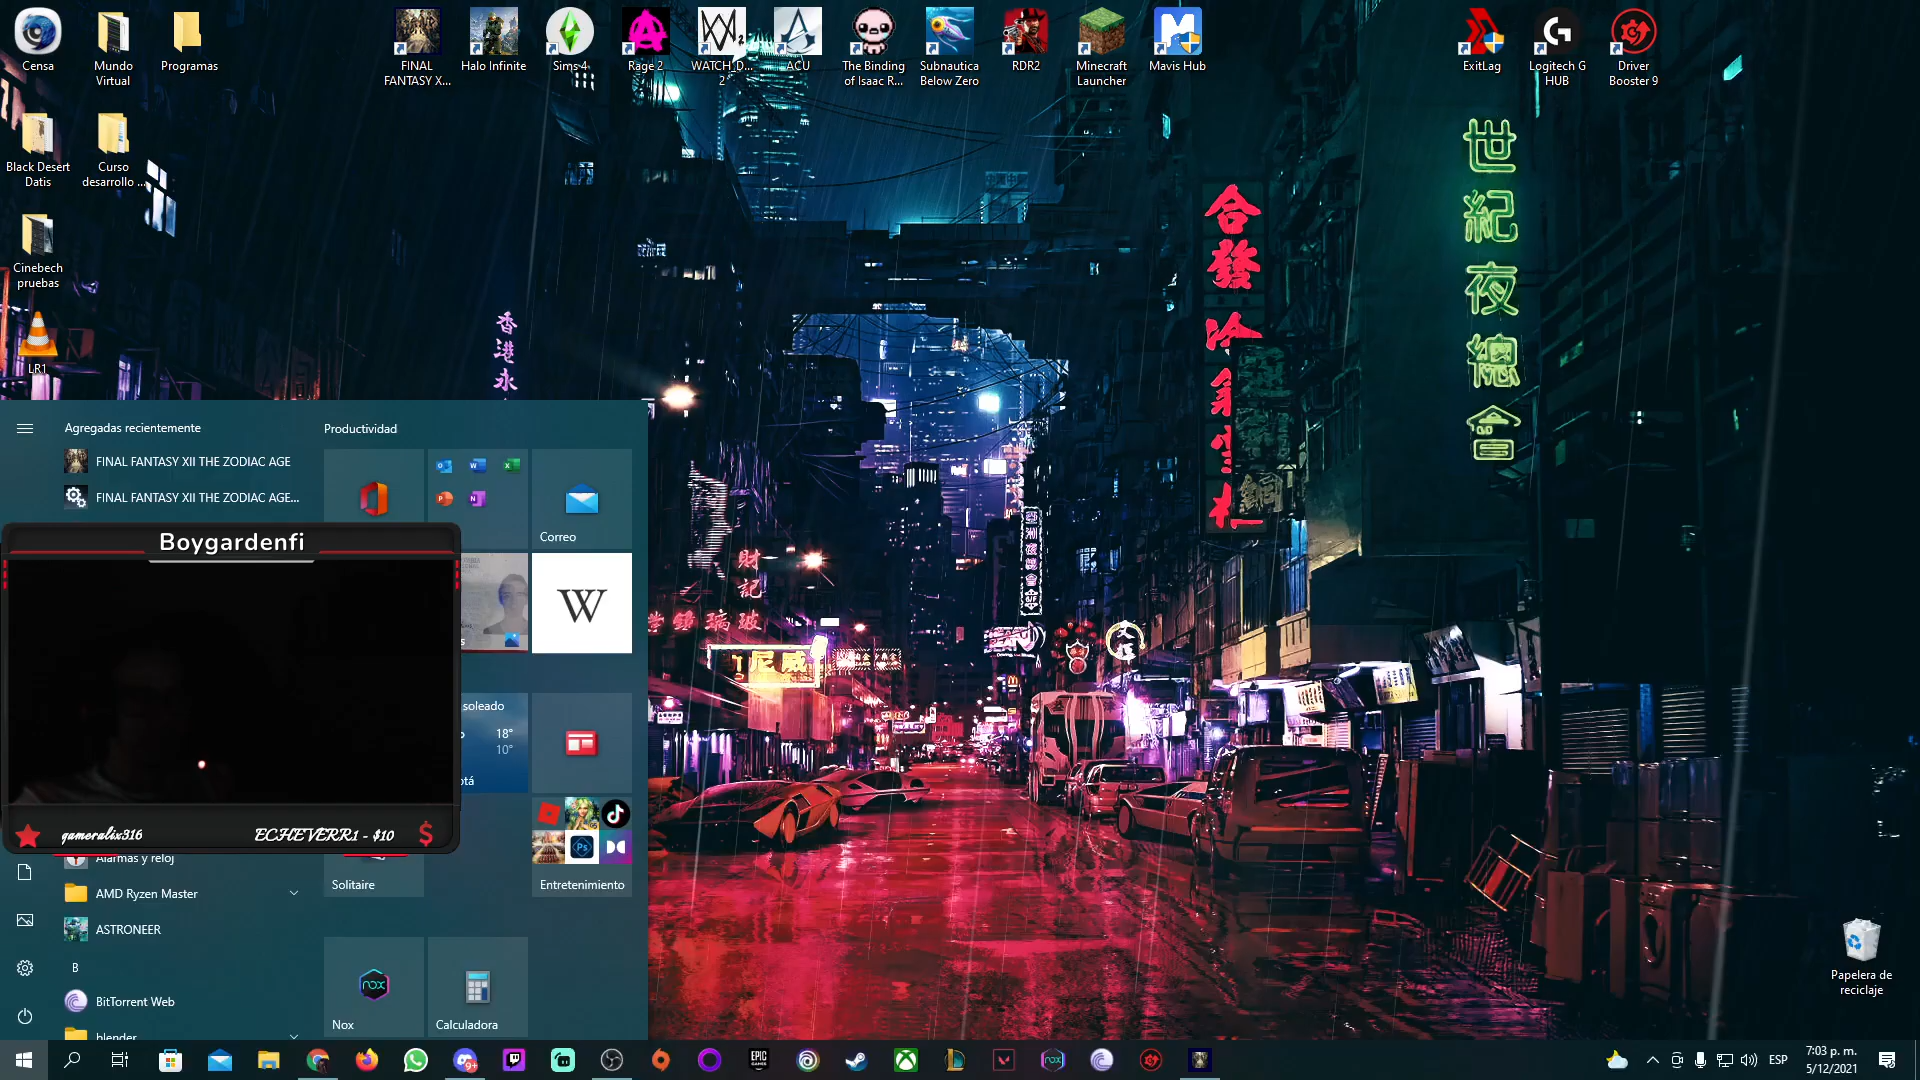 Censa
Mundo
Virtual
Programas
FINAL
FANTASY X...
Halo Infinite
Sims 4
Rage 2
WATCH_D...
2
ACU
The Binding
of Isaac R...
Subnautica
Below Zero
RDR2
Minecraft
Launcher
Mavis Hub
ExitLag
Logitech G
HUB
Driver
Booster 9
Black Desert
Datis
Curso
desarrollo ...
Cinebech
pruebas
LR1
世紀夜總會
合發
香港永
財記
Agregadas recientemente
Productividad
FINAL FANTASY XII THE ZODIAC AGE
FINAL FANTASY XII THE ZODIAC AGE...
Correo
Boygardenfi
W
s
soleado
18°
10°
tá
gameralix316
ECHEVERR1 - $10
Alarmas y reloj
AMD Ryzen Master
Solitaire
Entretenimiento
ASTRONEER
B
BitTorrent Web
blender
Nox
Calculadora
Papelera de
reciclaje
ESP
7:03 p. m.
5/12/2021